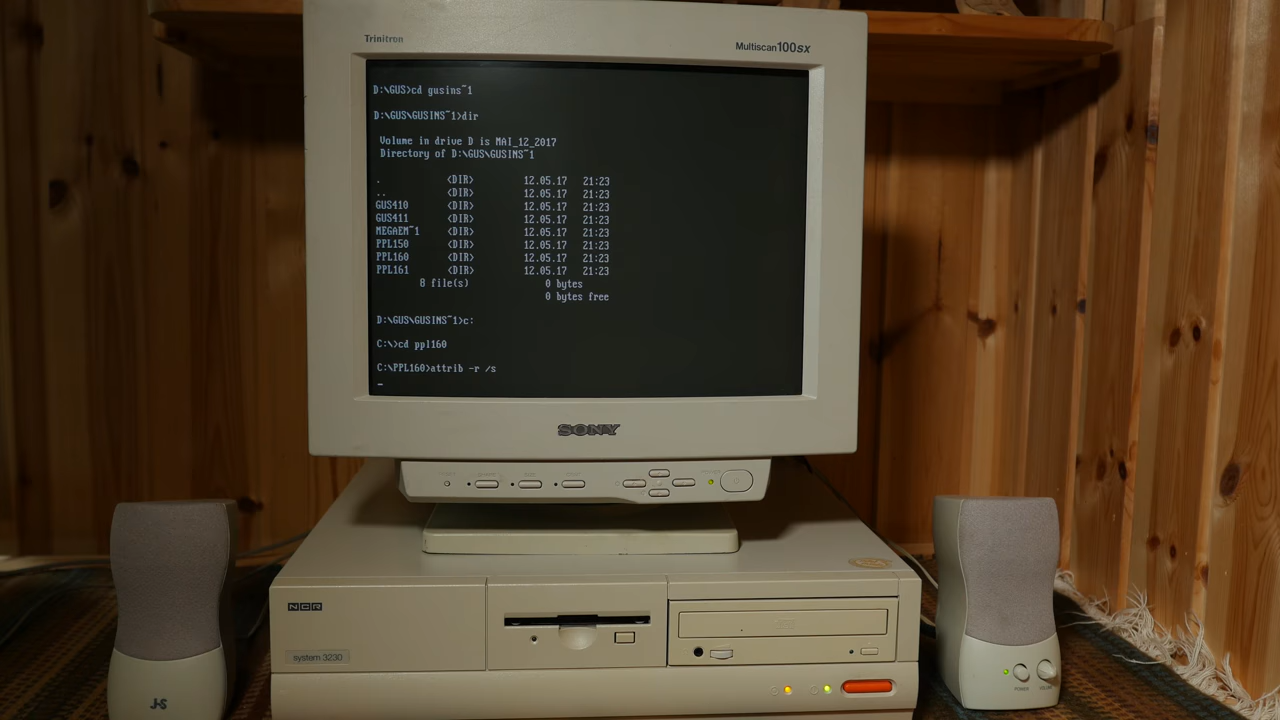 Trinitron
Multiscan100sx
D:\GUS>cd gusins~1
D:\GUS\GUSINS~1>dir
Volume in drive D is MAI_12_2017
Directory of D:\GUS\GUSINS~1
. <DIR> 12.05.17 21:23
.. <DIR> 12.05.17 21:23
GUS410 <DIR> 12.05.17 21:23
GUS411 <DIR> 12.05.17 21:23
MEGAEM~1 <DIR> 12.05.17 21:23
PPL150 <DIR> 12.05.17 21:23
PPL160 <DIR> 12.05.17 21:23
PPL161 <DIR> 12.05.17 21:23
8 file(s) 0 bytes
0 bytes free
D:\GUS\GUSINS~1>c:
C:\>cd ppl160
C:\PPL160>attrib -r /s
_
SONY
NCR
system 3230
J-S
POWER
VOLUME